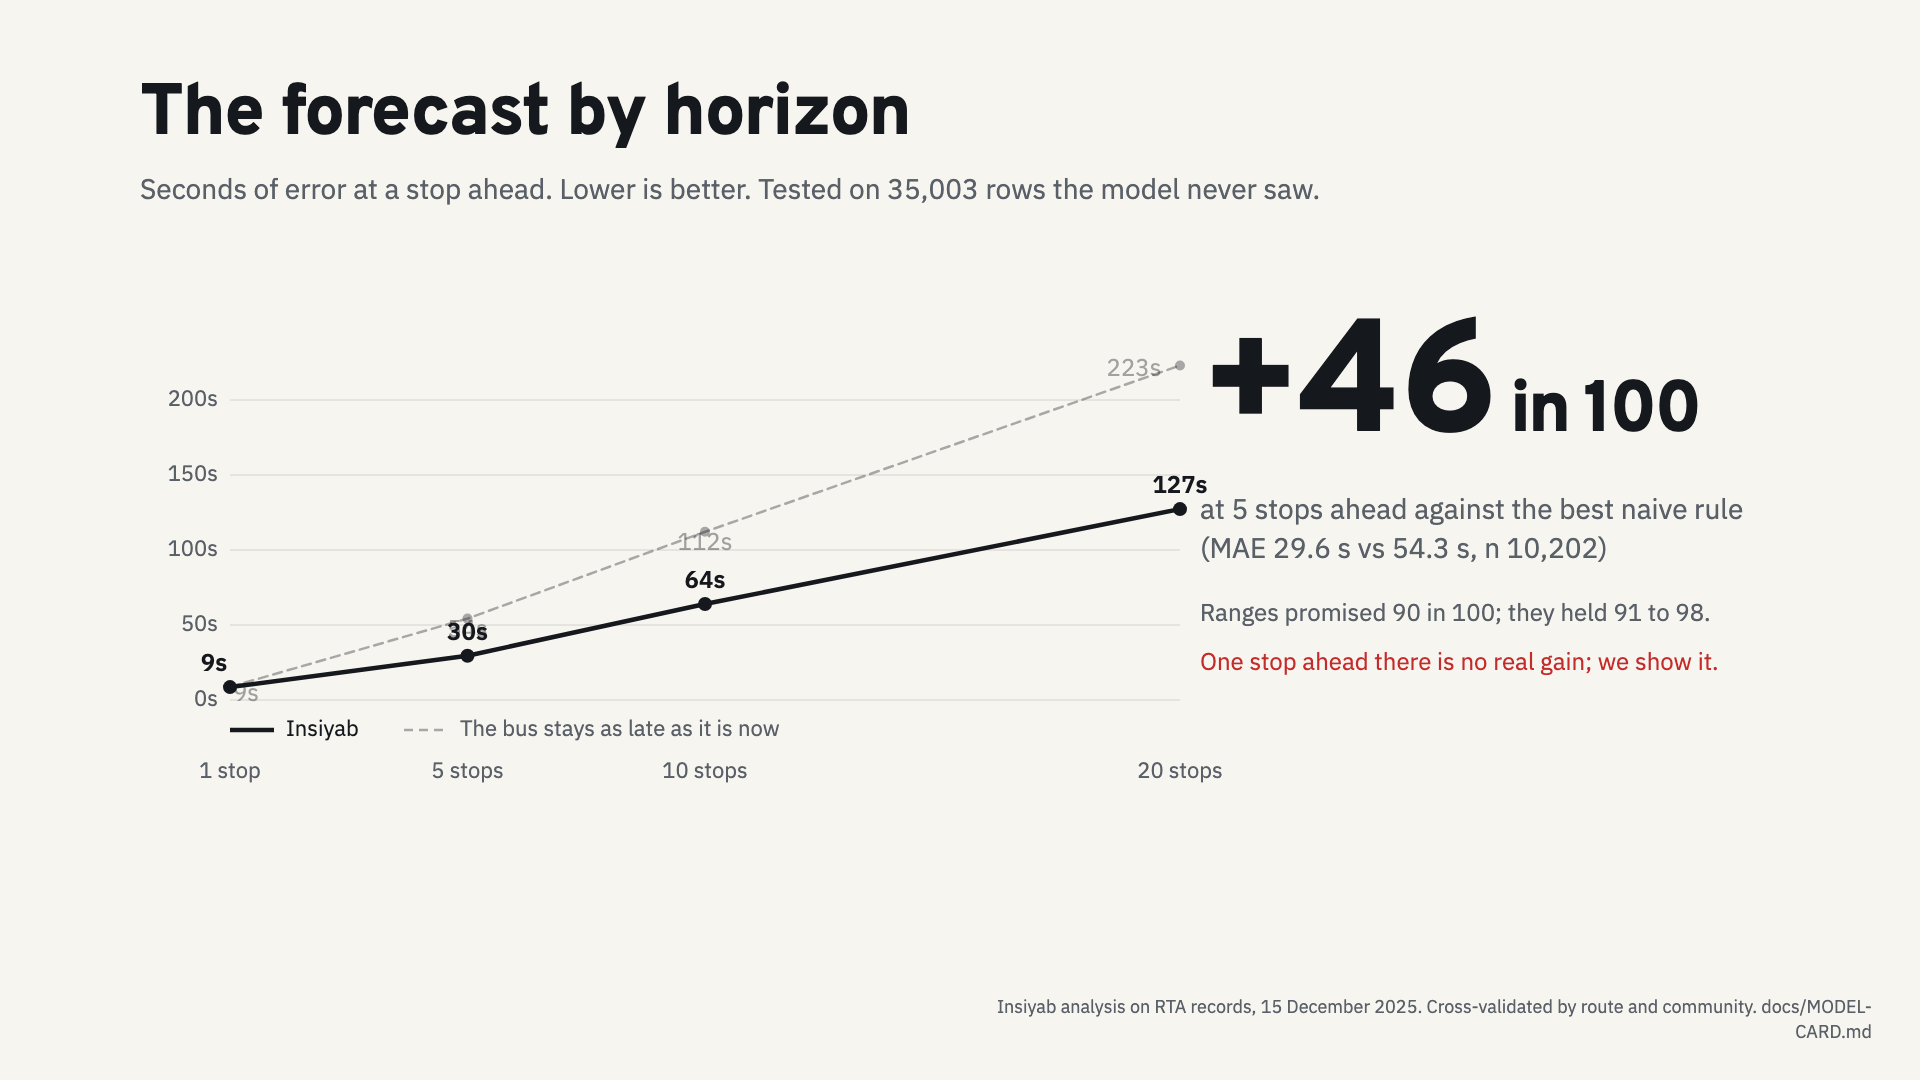 The forecast by horizon
Seconds of error at a stop ahead. Lower is better. Tested on 35,003 rows the model never saw.
+46 in 100
at 5 stops ahead against the best naive rule
(MAE 29.6 s vs 54.3 s, n 10,202)
Ranges promised 90 in 100; they held 91 to 98.
One stop ahead there is no real gain; we show it.
223s
200s
150s
127s
100s
112s
64s
50s
30s
9s
9s
0s
Insiyab
The bus stays as late as it is now
1 stop
5 stops
10 stops
20 stops
Insiyab analysis on RTA records, 15 December 2025. Cross-validated by route and community. docs/MODEL-
CARD.md